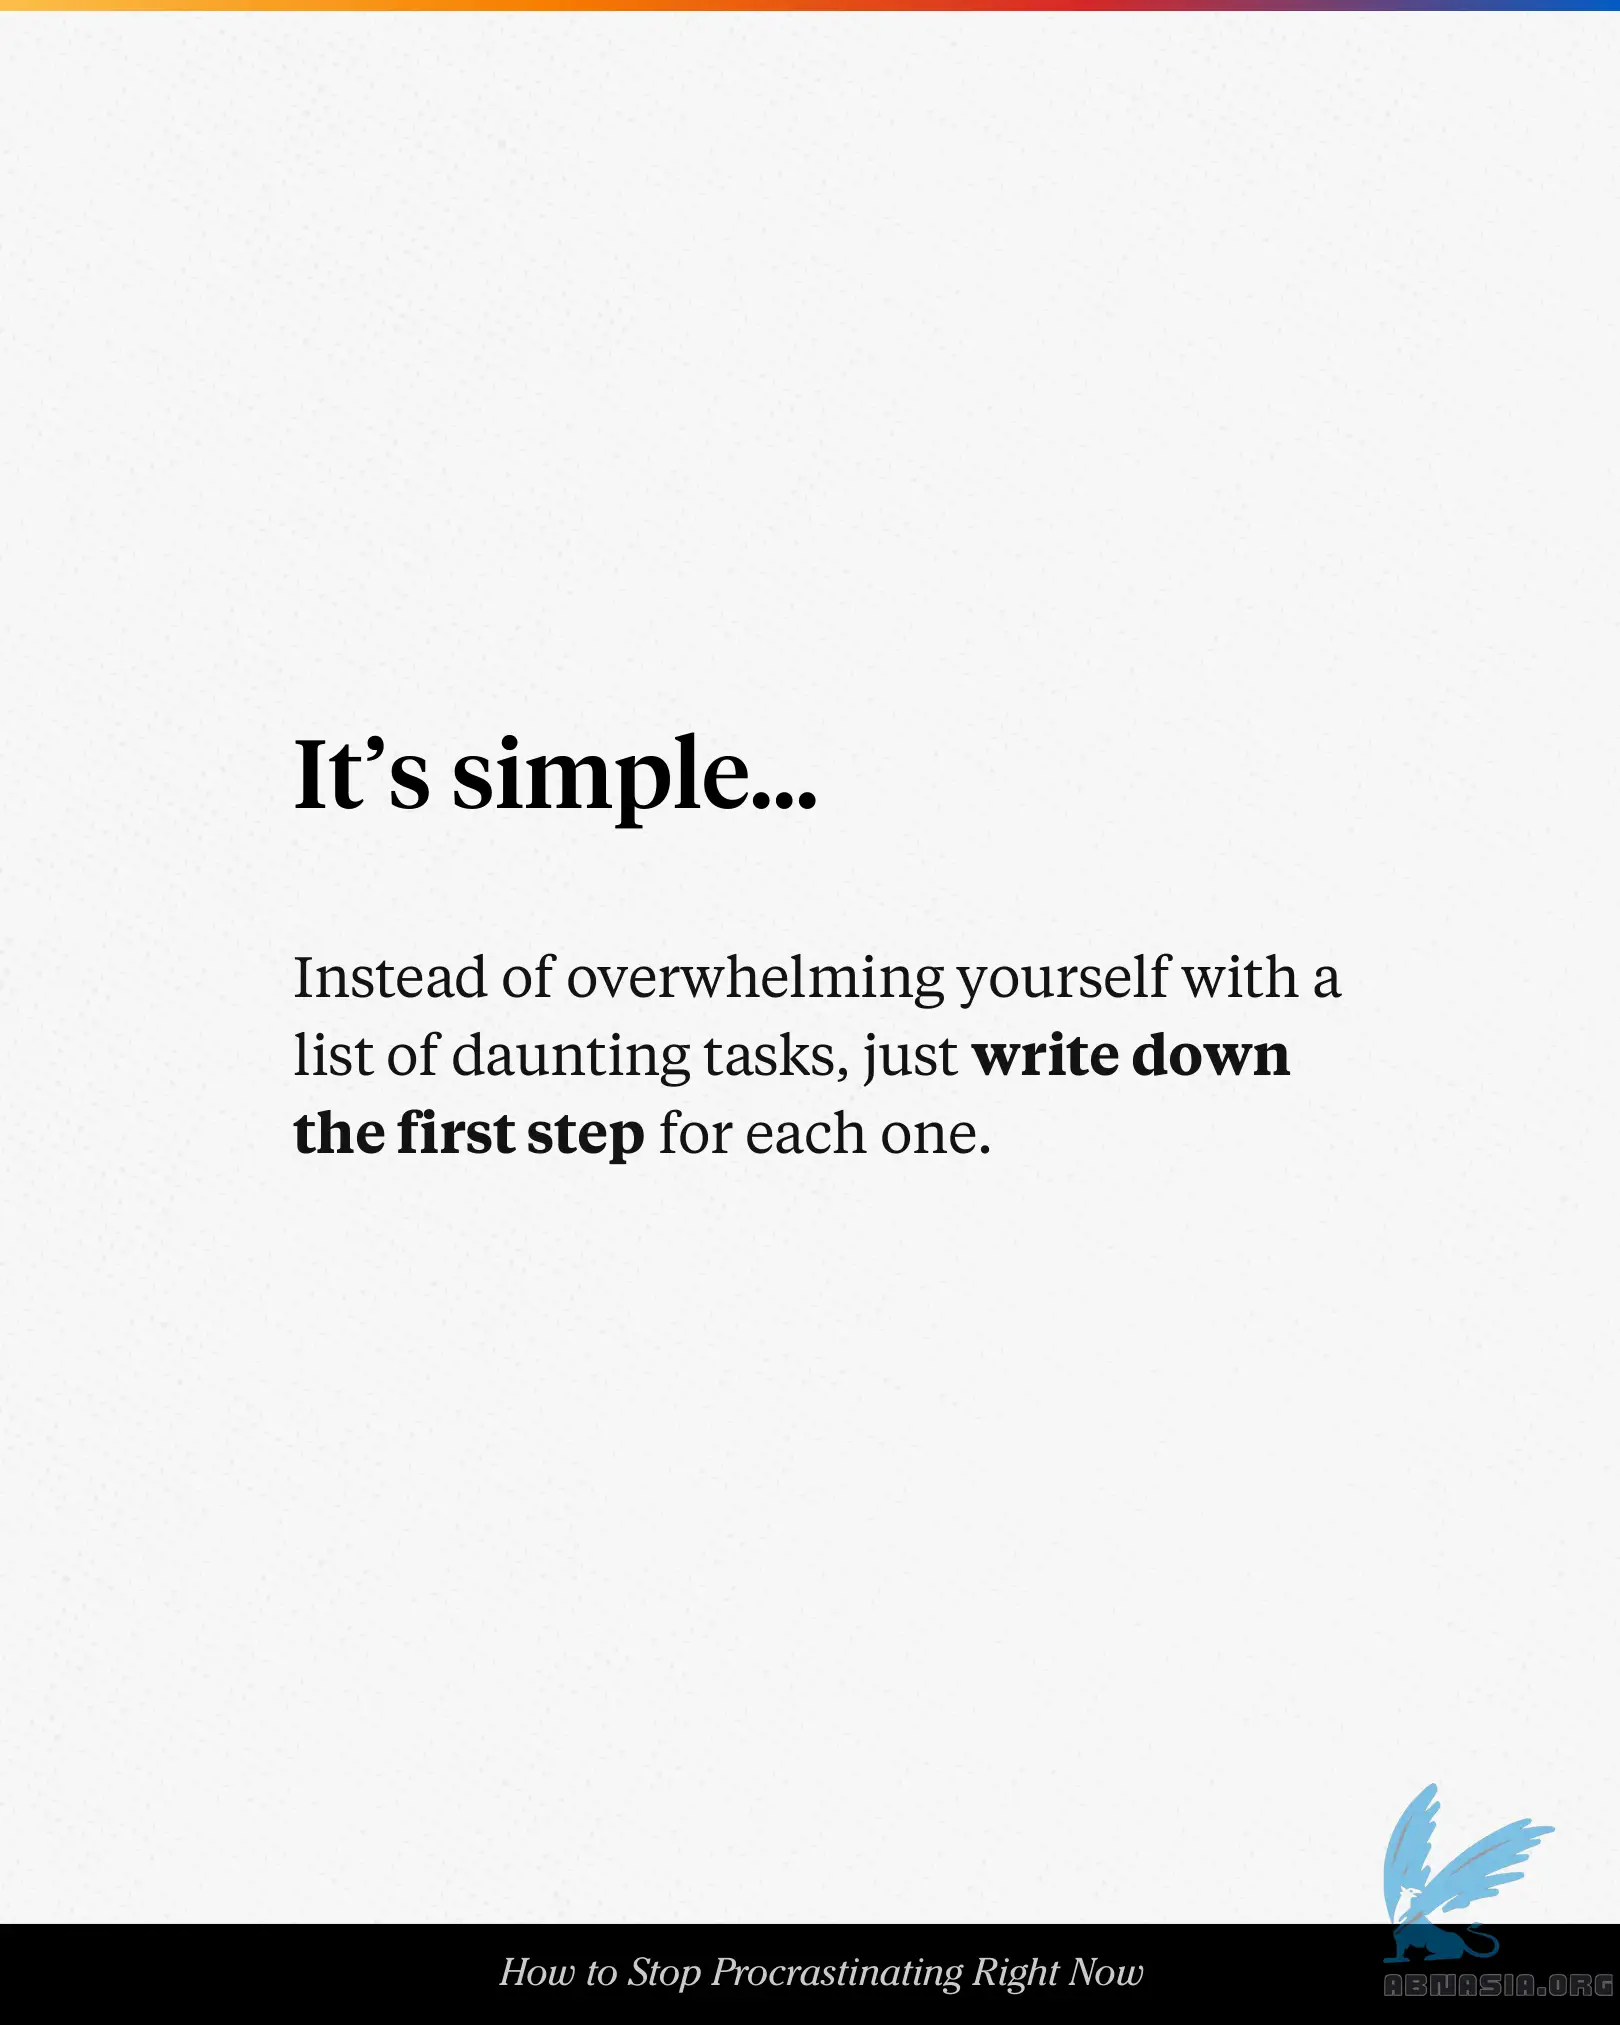 It’s simple...
Instead of overwhelming yourself with a
list of daunting tasks, just write down
the first step for each one.
How to Stop Procrastinating Right Now
ABNASIA.ORG